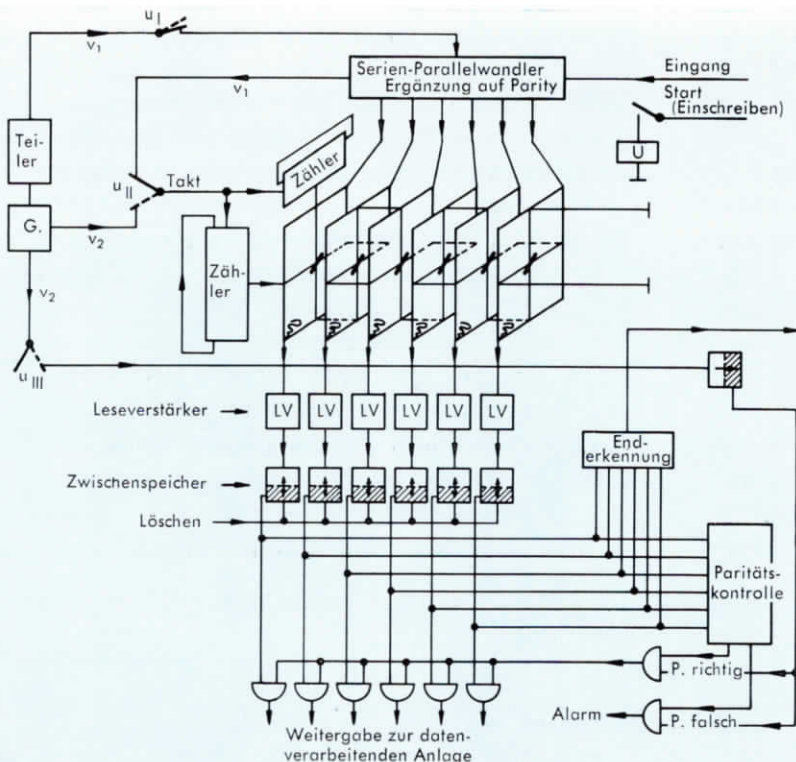 u I
v₁
Serien-Parallelwandler
Ergänzung auf Parity
Eingang
v₁
Start
(Einschreiben)
Tei-
ler
U
Zähler
u II
Takt
G.
v₂
Zäh-
ler
v₂
u III
Leseverstärker
LV LV LV LV LV LV
End-
erkennung
Zwischenspeicher
Löschen
Paritäts-
kontrolle
P. richtig
Alarm
P. falsch
Weitergabe zur daten-
verarbeitenden Anlage